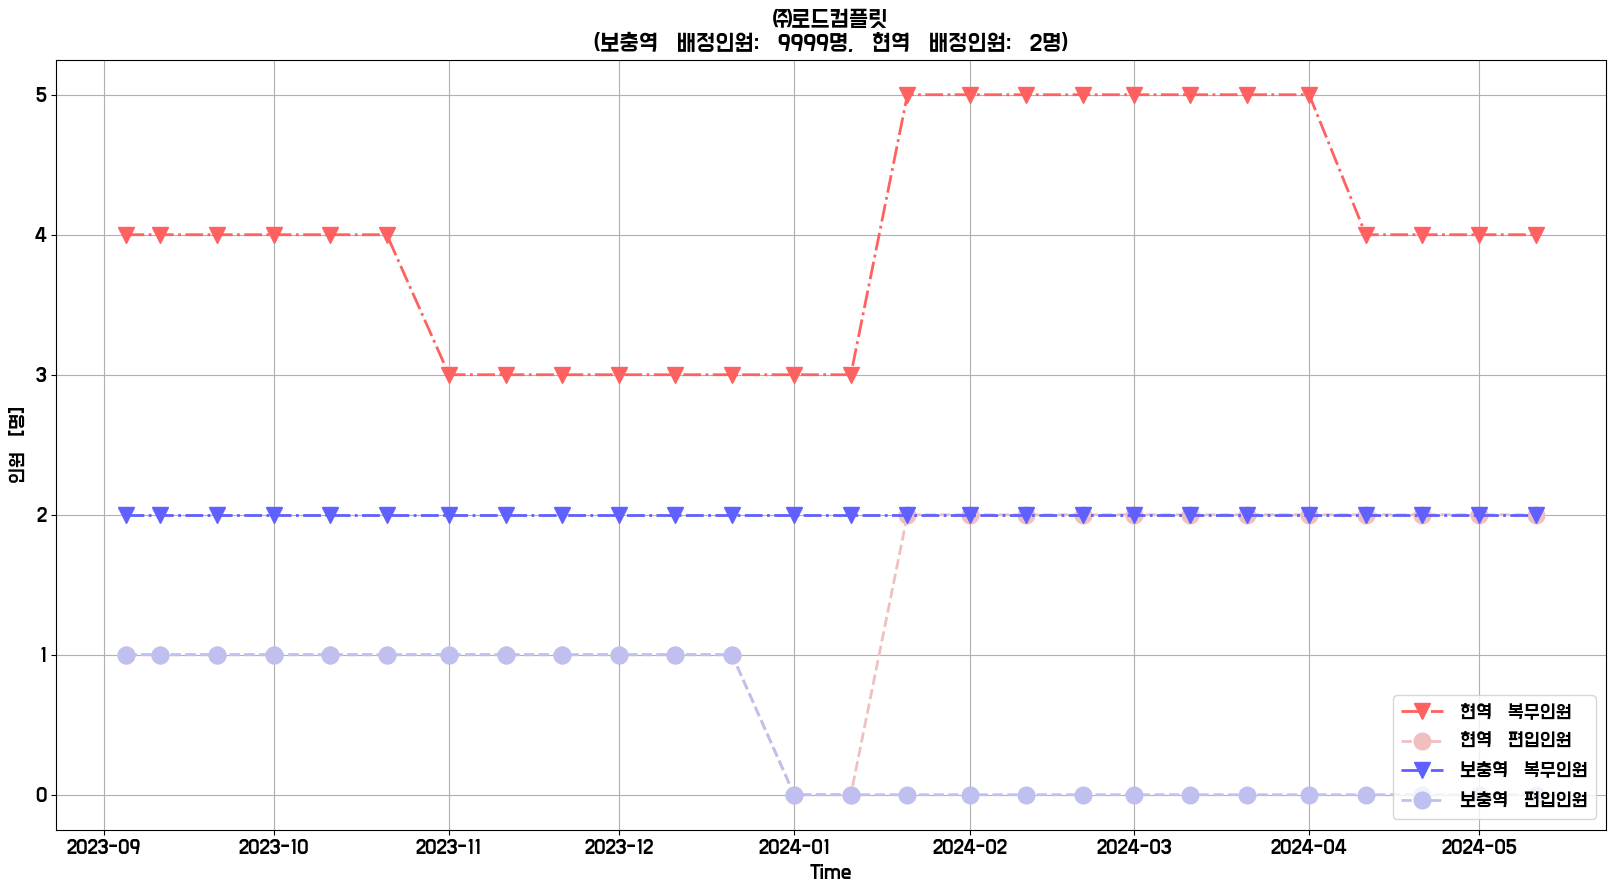 ㈜로드컴플릿
(보충역 배정인원: 9999명, 현역 배정인원: 2명)
인원 [명]
5
4
3
2
1
0
현역 복무인원
현역 편입인원
보충역 복무인원
보충역 편입인원
2023-09 2023-10 2023-11 2023-12 2024-01 2024-02 2024-03 2024-04 2024-05
Time